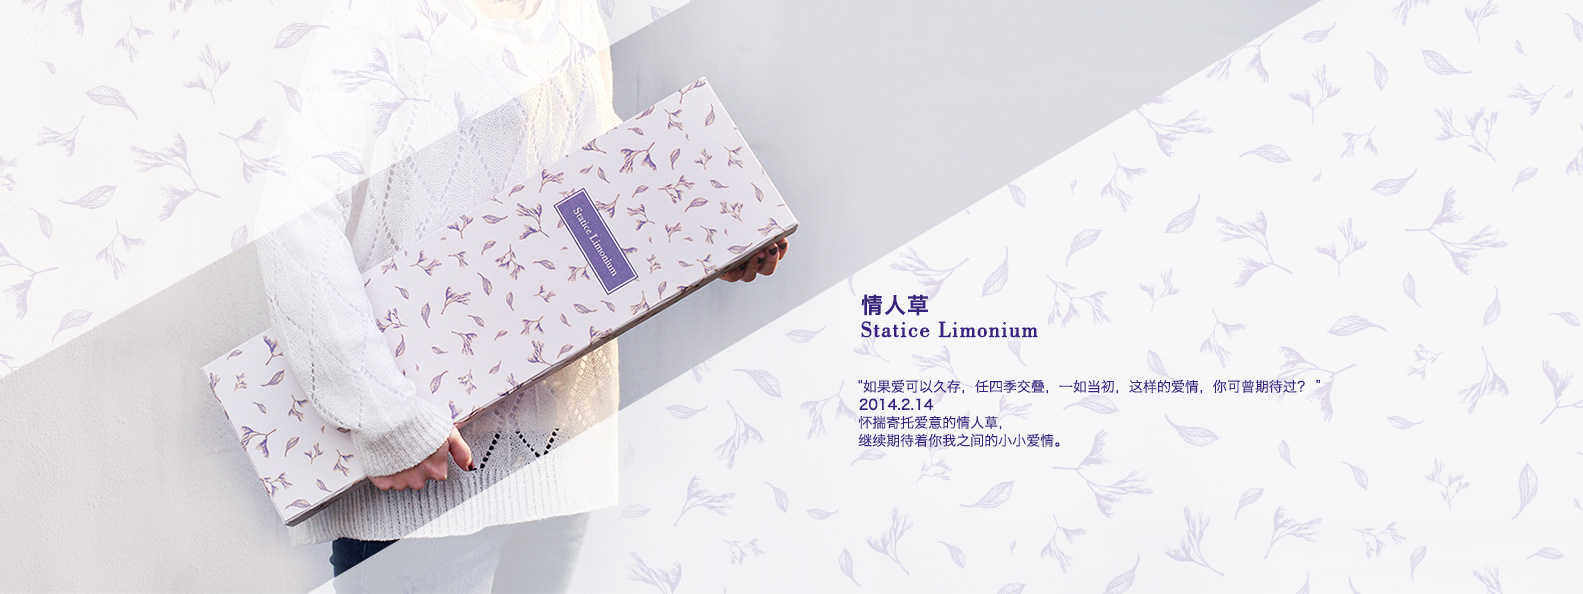 Statice Limonium
情人草
Statice Limonium
“如果爱可以久存，任四季交叠，一如当初，这样的爱情，你可曾期待过？”
2014.2.14
怀揣寄托爱意的情人草，
继续期待着你我之间的小小爱情。